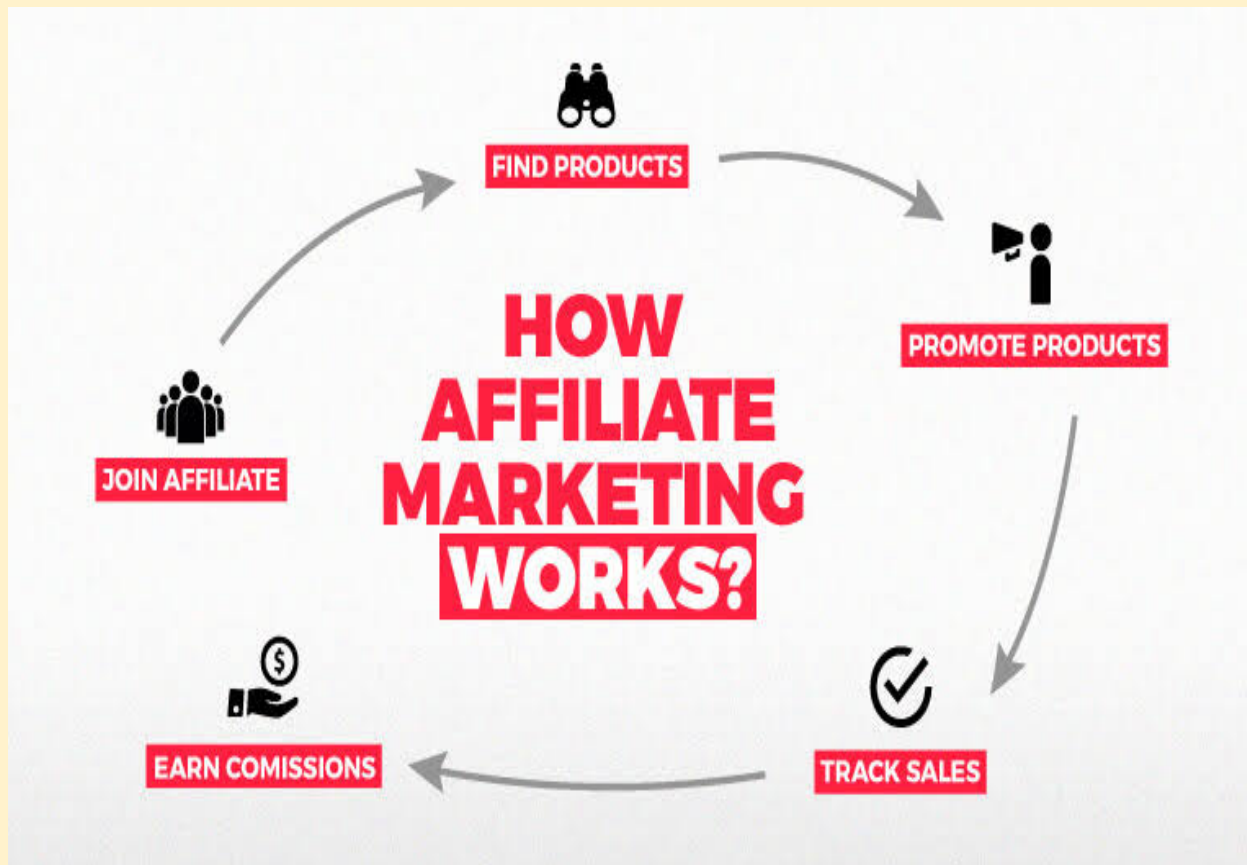 FIND PRODUCTS
PROMOTE PRODUCTS
HOW
AFFILIATE
MARKETING
WORKS?
JOIN AFFILIATE
$
EARN COMISSIONS
TRACK SALES